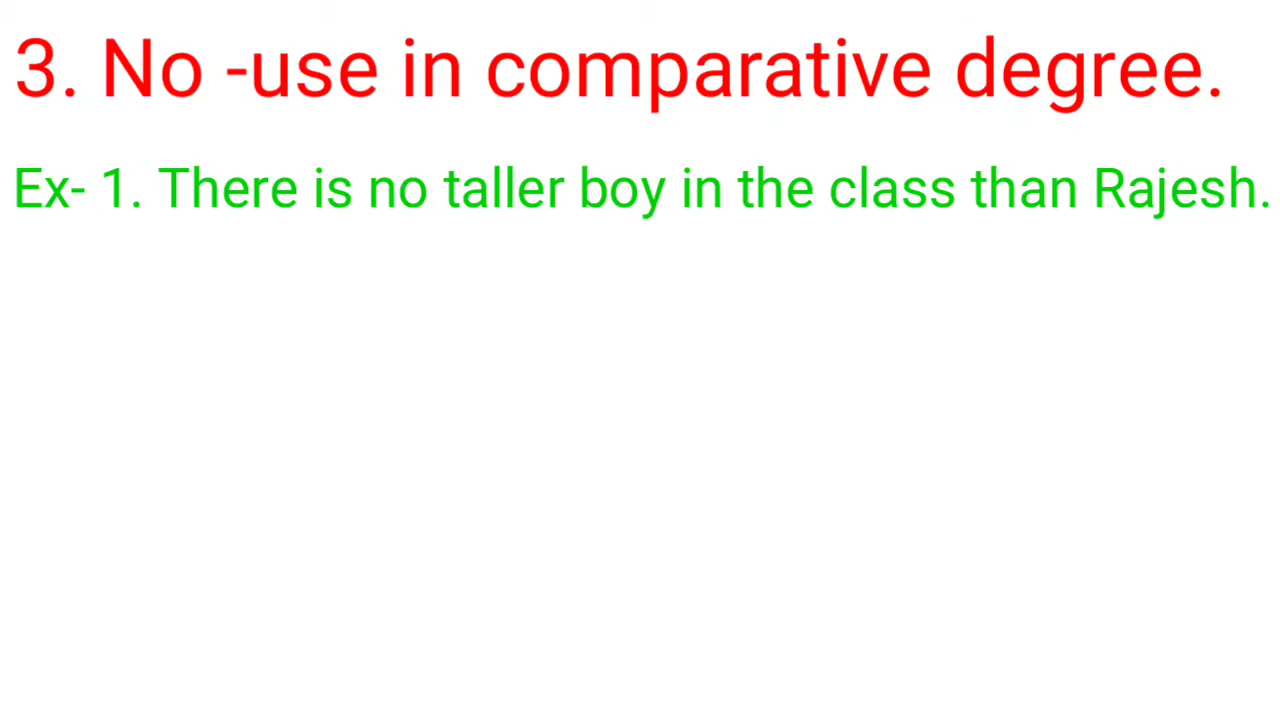 3. No -use in comparative degree.
Ex- 1. There is no taller boy in the class than Rajesh.